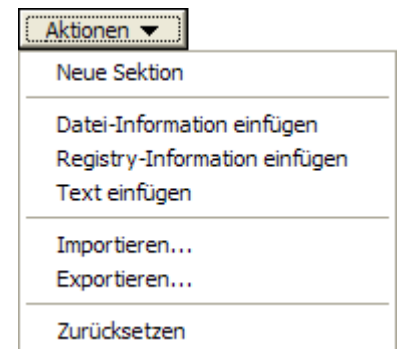 Aktionen
Neue Sektion
Datei-Information einfügen
Registry-Information einfügen
Text einfügen
Importieren...
Exportieren...
Zurücksetzen